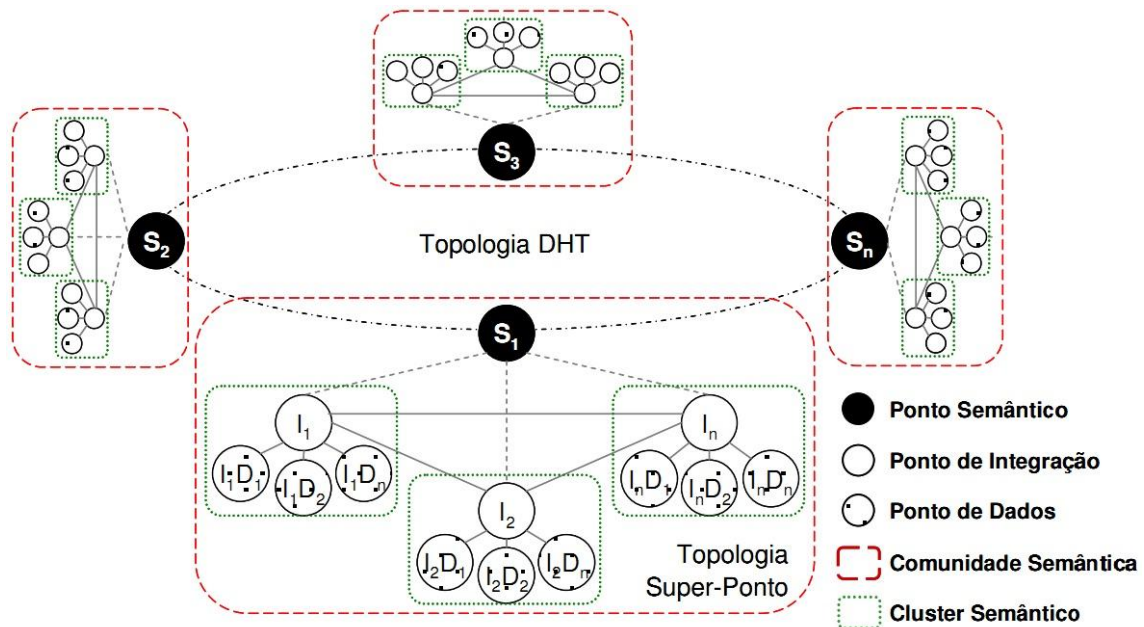 S3
S2
Topologia DHT
Sn
S1
I1
In
I1D1
I1D2
I1Dn
InD1
InD2
InDn
I2
I2D1
I2D2
I2Dn
Topologia
Super-Ponto
Ponto Semântico
Ponto de Integração
Ponto de Dados
Comunidade Semântica
Cluster Semântico